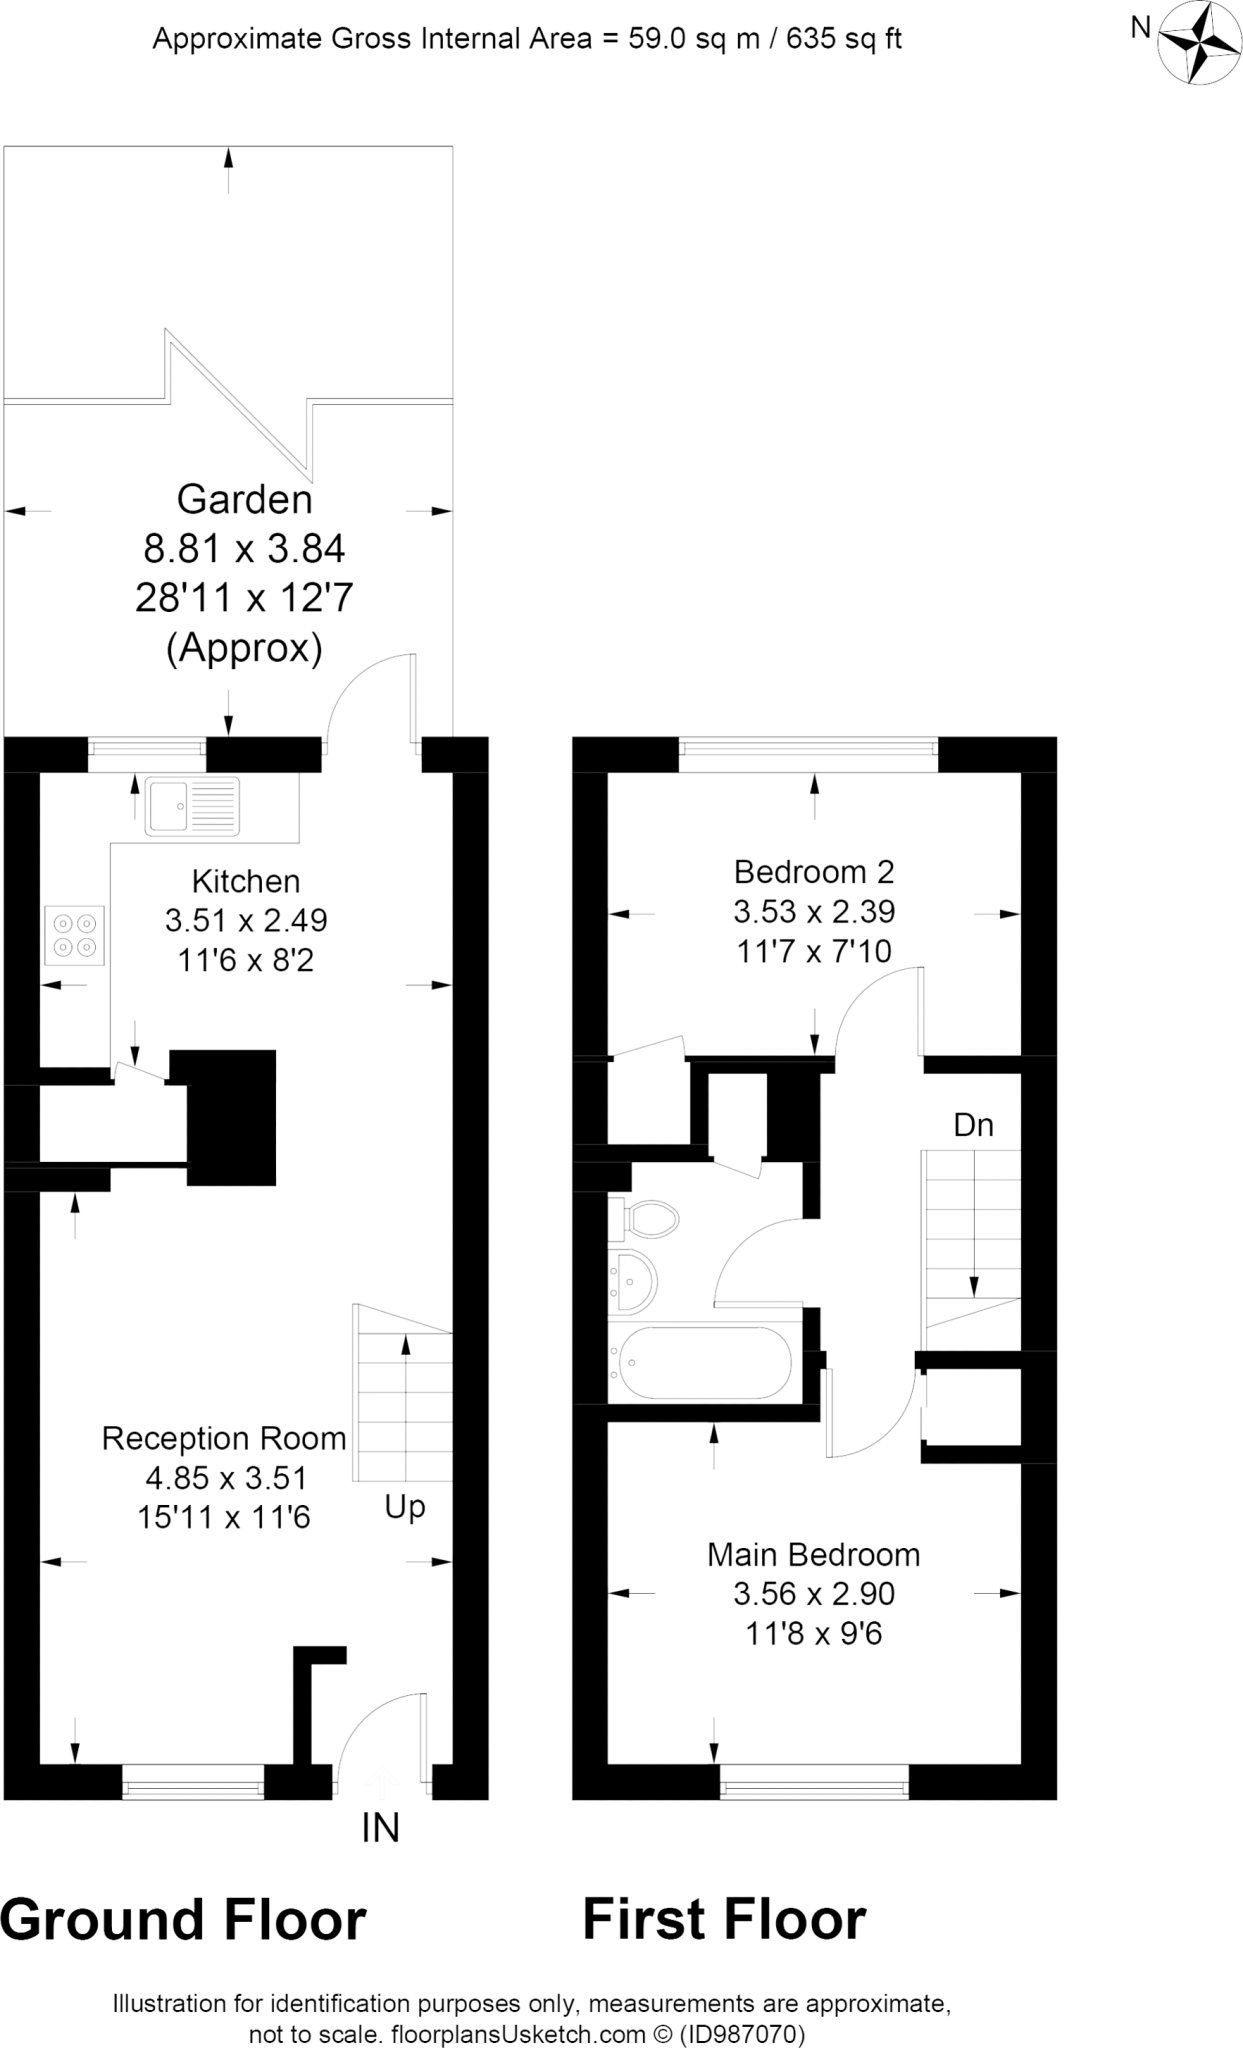 Approximate Gross Internal Area = 59.0 sq m / 635 sq ft
N
Garden
8.81 x 3.84
28'11 x 12'7
(Approx)
Kitchen
3.51 x 2.49
11'6 x 8'2
Bedroom 2
3.53 x 2.39
11'7 x 7'10
Dn
Reception Room
4.85 x 3.51
15'11 x 11'6
Up
Main Bedroom
3.56 x 2.90
11'8 x 9'6
IN
Ground Floor
First Floor
Illustration for identification purposes only, measurements are approximate,
not to scale. floorplansUsketch.com © (ID987070)